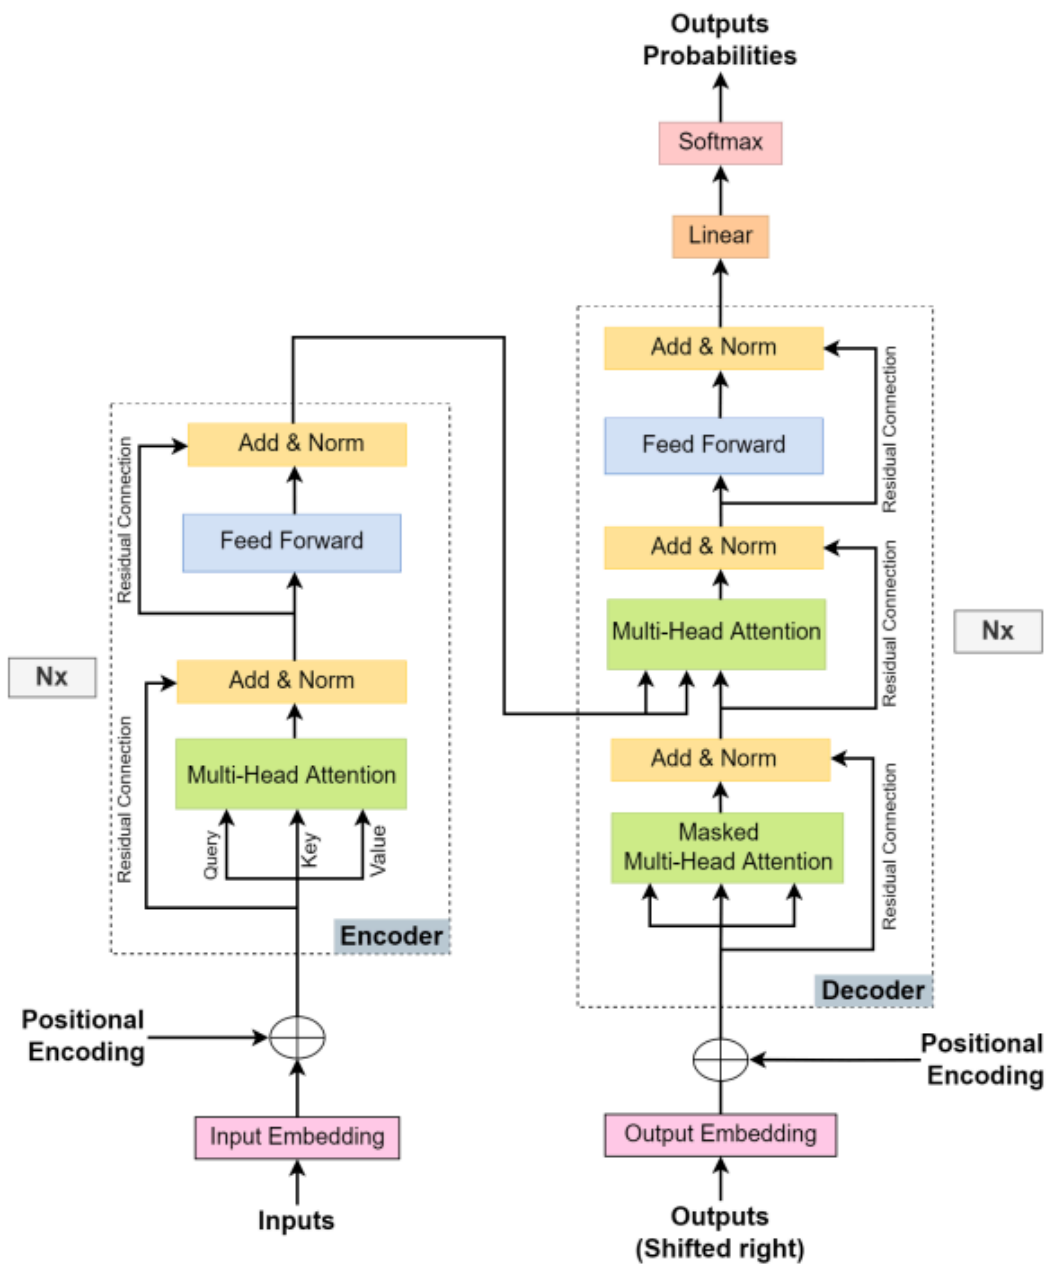 Outputs
Probabilities
Softmax
Linear
Add & Norm
Feed Forward
Residual Connection
Add & Norm
Multi-Head Attention
Residual Connection
Nx
Add & Norm
Masked
Multi-Head Attention
Residual Connection
Decoder
Positional
Encoding
Output Embedding
Outputs
(Shifted right)
Add & Norm
Feed Forward
Residual Connection
Nx
Add & Norm
Multi-Head Attention
Residual Connection
Query
Key
Value
Encoder
Positional
Encoding
Input Embedding
Inputs